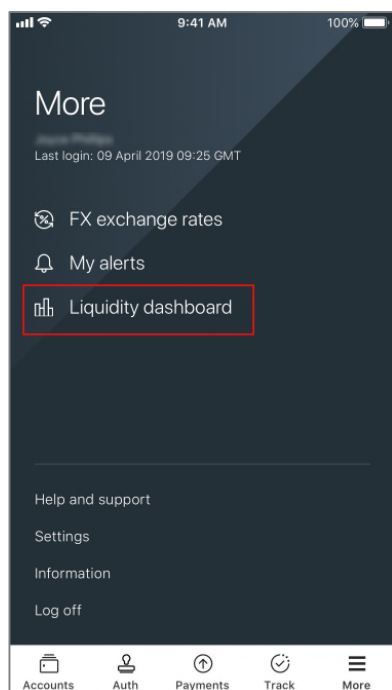 9:41 AM
100%
More
Last login: 09 April 2019 09:25 GMT
FX exchange rates
My alerts
Liquidity dashboard
Help and support
Settings
Information
Log off
Accounts Auth Payments Track More